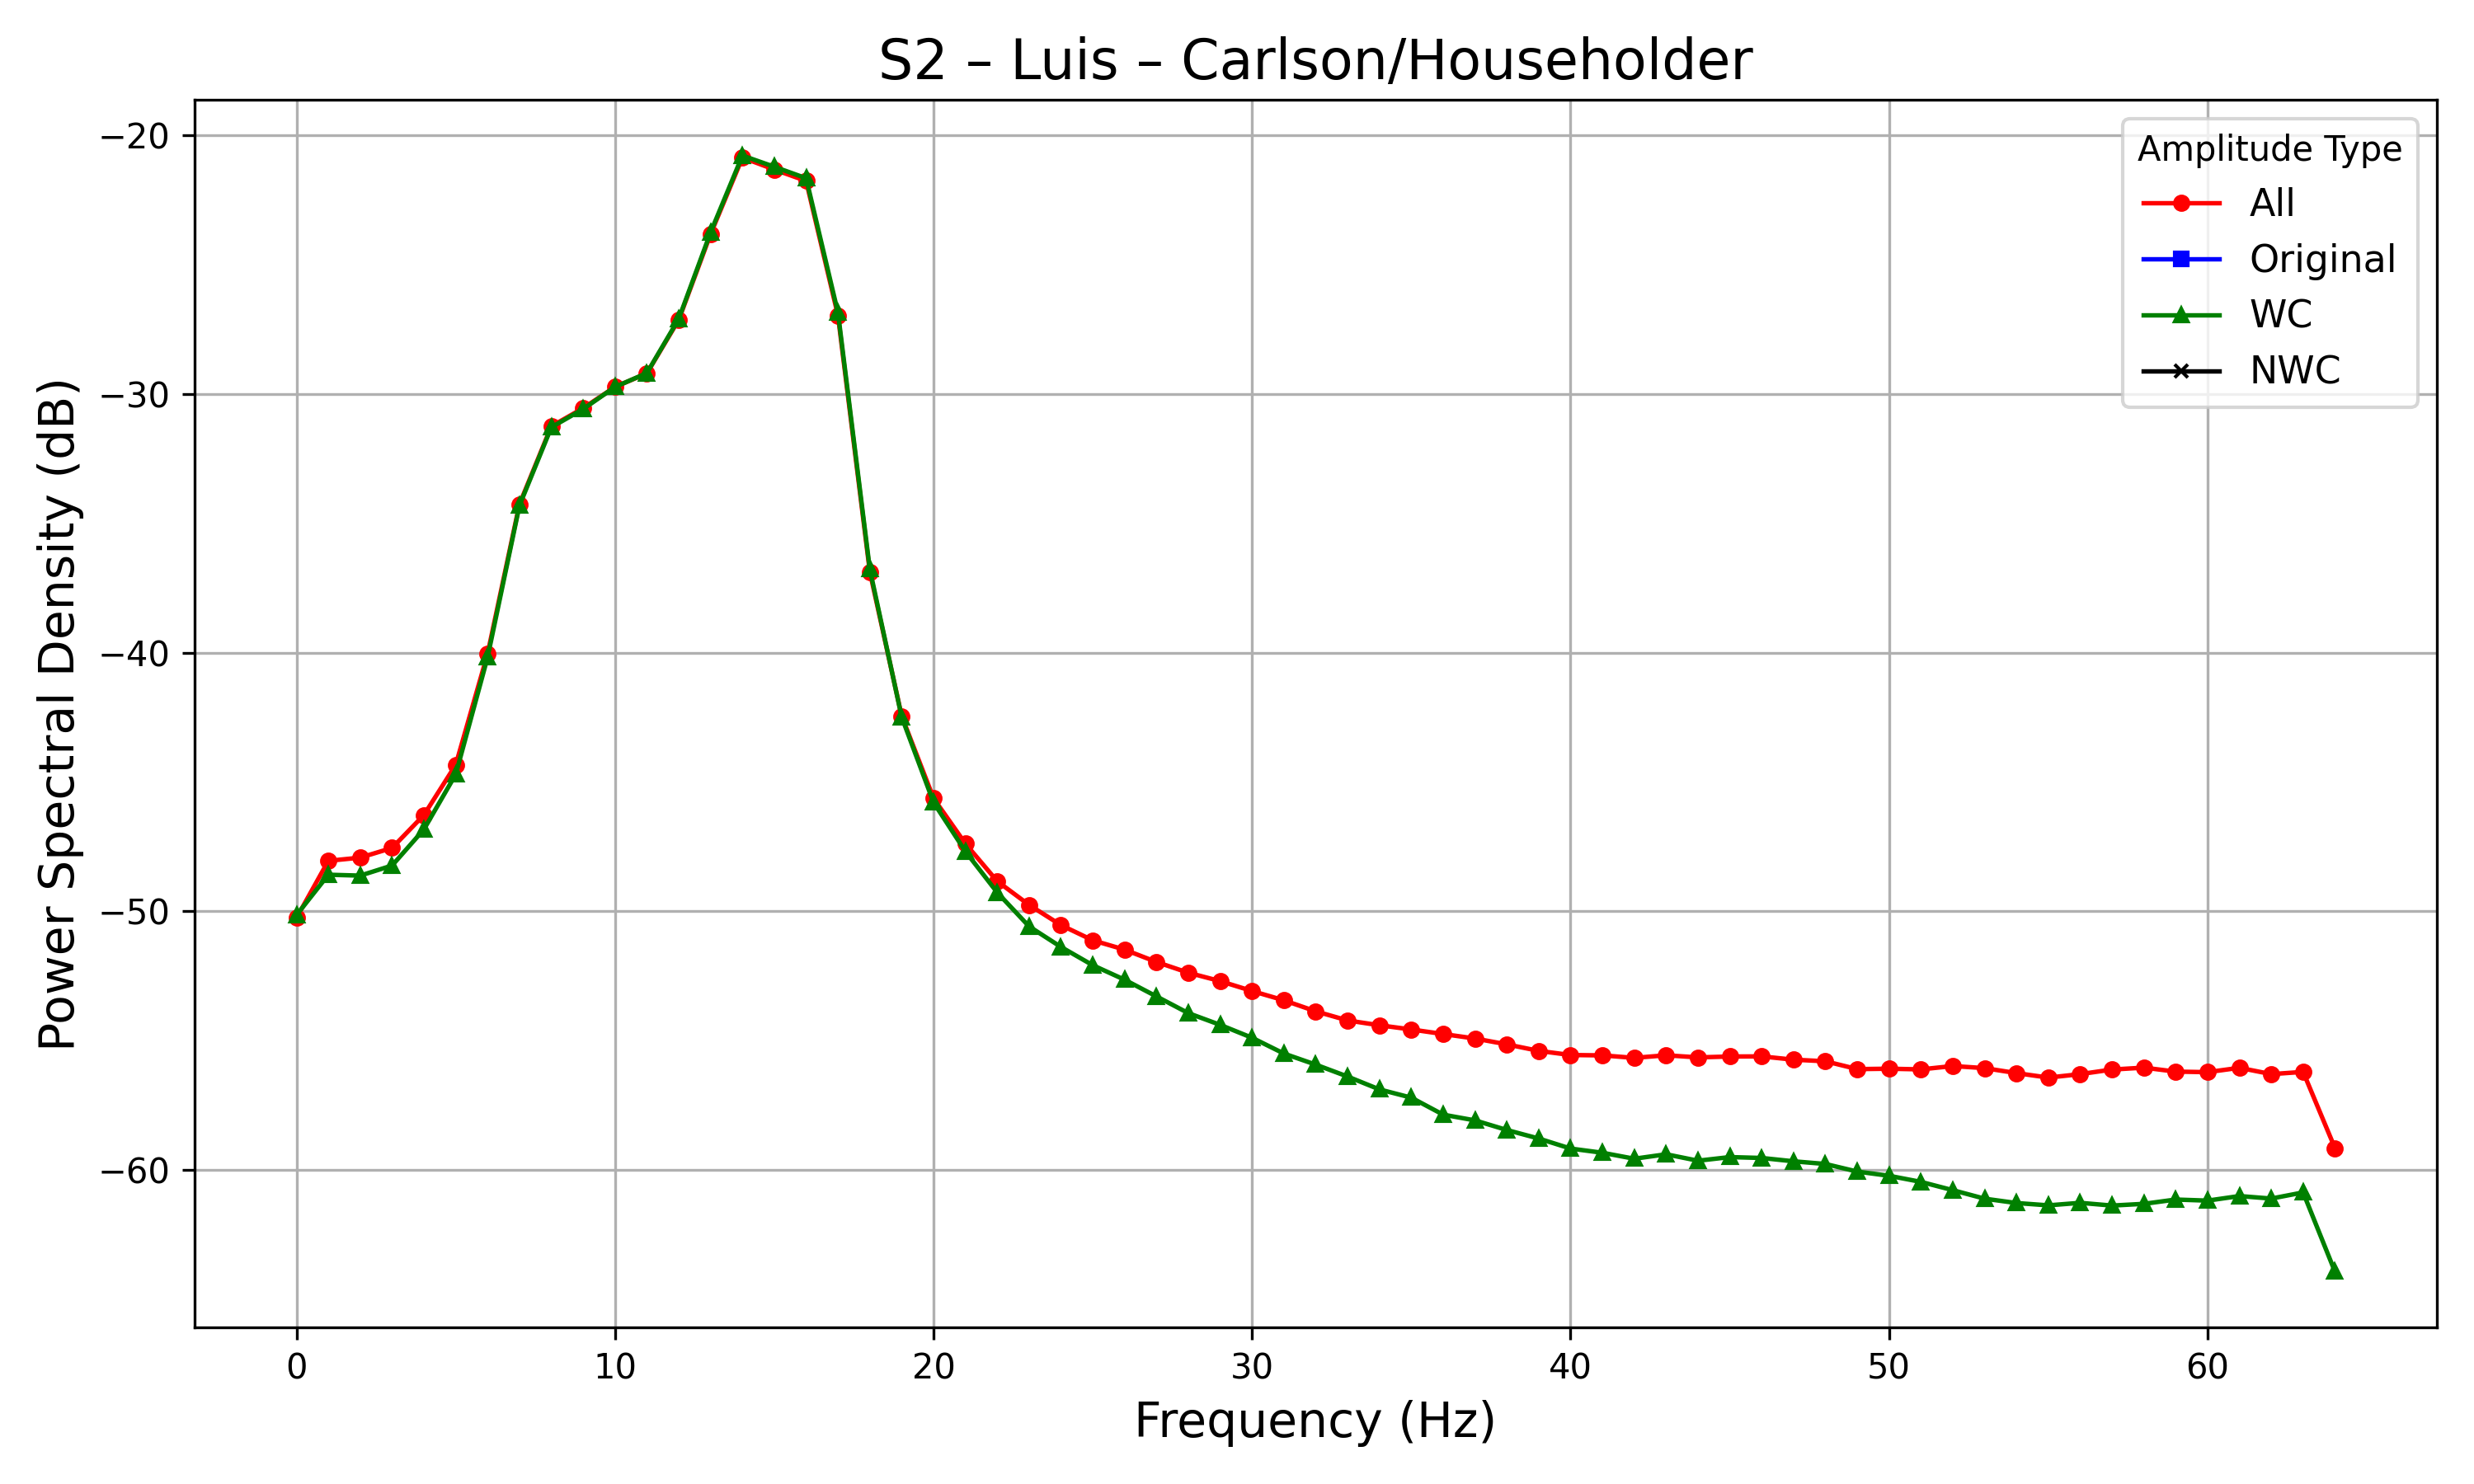 S2 – Luis – Carlson/Householder
Amplitude Type
All
Original
WC
NWC
Power Spectral Density (dB)
−20
−30
−40
−50
−60
0 10 20 30 40 50 60
Frequency (Hz)